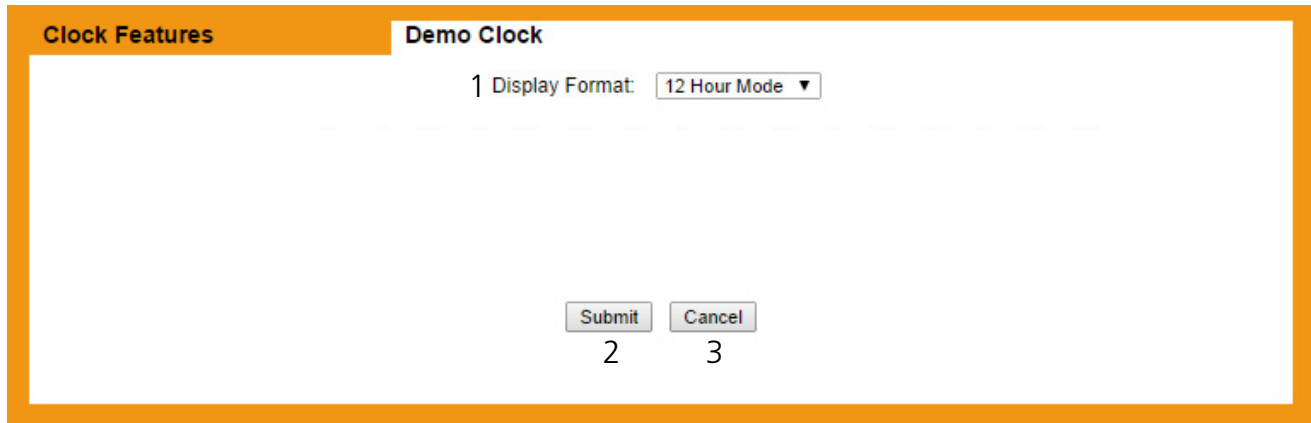 Clock Features Demo Clock
1 Display Format: 12 Hour Mode ▼
Submit Cancel
2 3